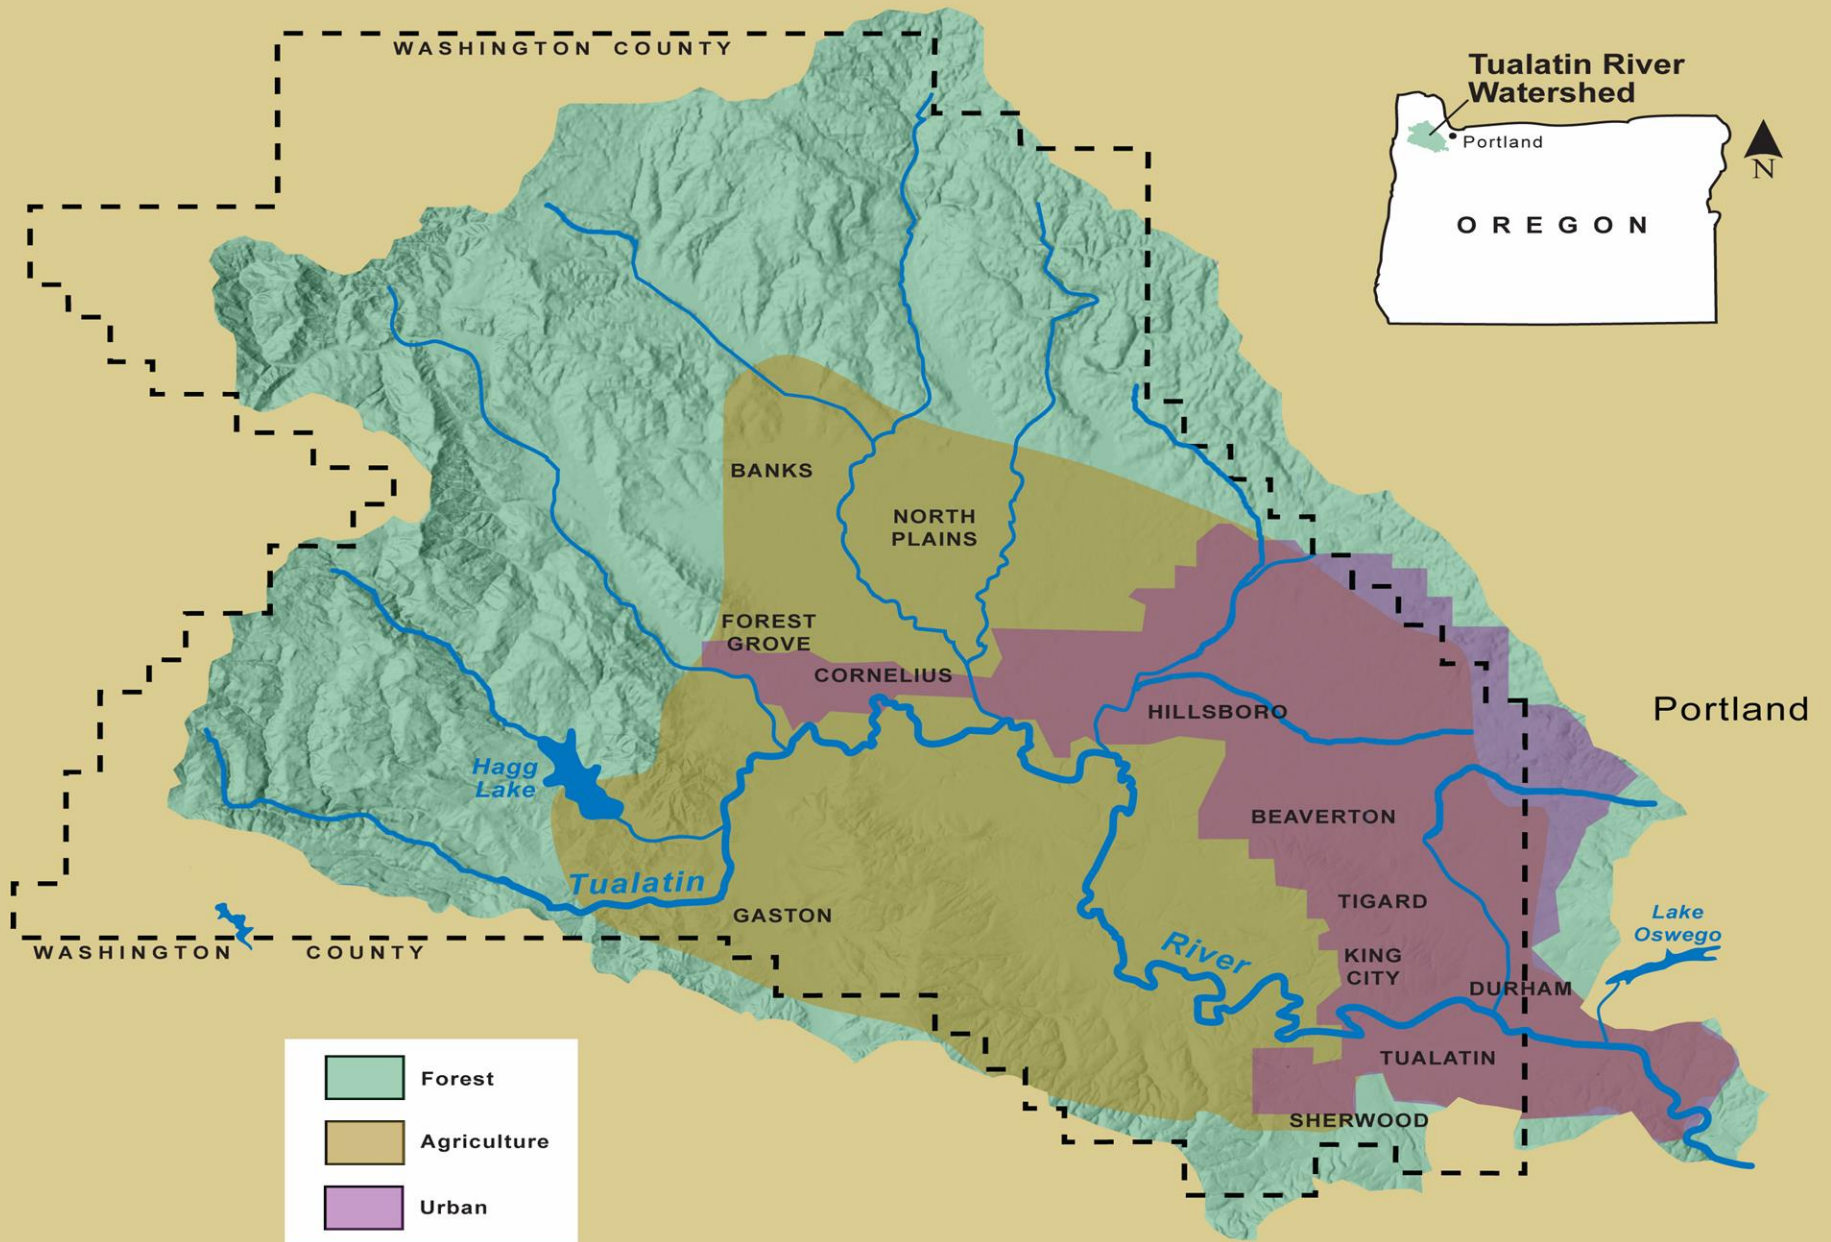 WASHINGTON COUNTY
Tualatin River
Watershed
Portland
N
OREGON
BANKS
NORTH
PLAINS
FOREST
GROVE
CORNELIUS
HILLSBORO
Portland
Hagg
Lake
BEAVERTON
Tualatin
GASTON
TIGARD
River
KING
CITY
DURHAM
Lake
Oswego
WASHINGTON COUNTY
TUALATIN
SHERWOOD
Forest
Agriculture
Urban